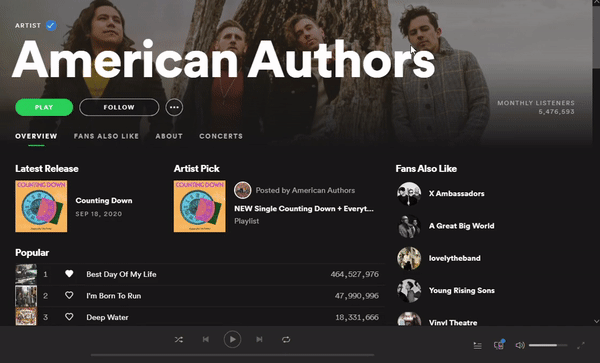 ARTIST
American Authors
PLAY
FOLLOW
MONTHLY LISTENERS
5,476,593
OVERVIEW
FANS ALSO LIKE
ABOUT
CONCERTS
Latest Release
COUNTING DOWN
Counting Down
SEP 18, 2020
Artist Pick
COUNTING DOWN
Posted by American Authors
NEW Single Counting Down + Everyt...
Playlist
Fans Also Like
X Ambassadors
A Great Big World
lovelytheband
Young Rising Sons
Vinyl Theatre
Popular
1 Best Day Of My Life 464,527,976
2 I'm Born To Run 47,990,996
3 Deep Water 18,331,666